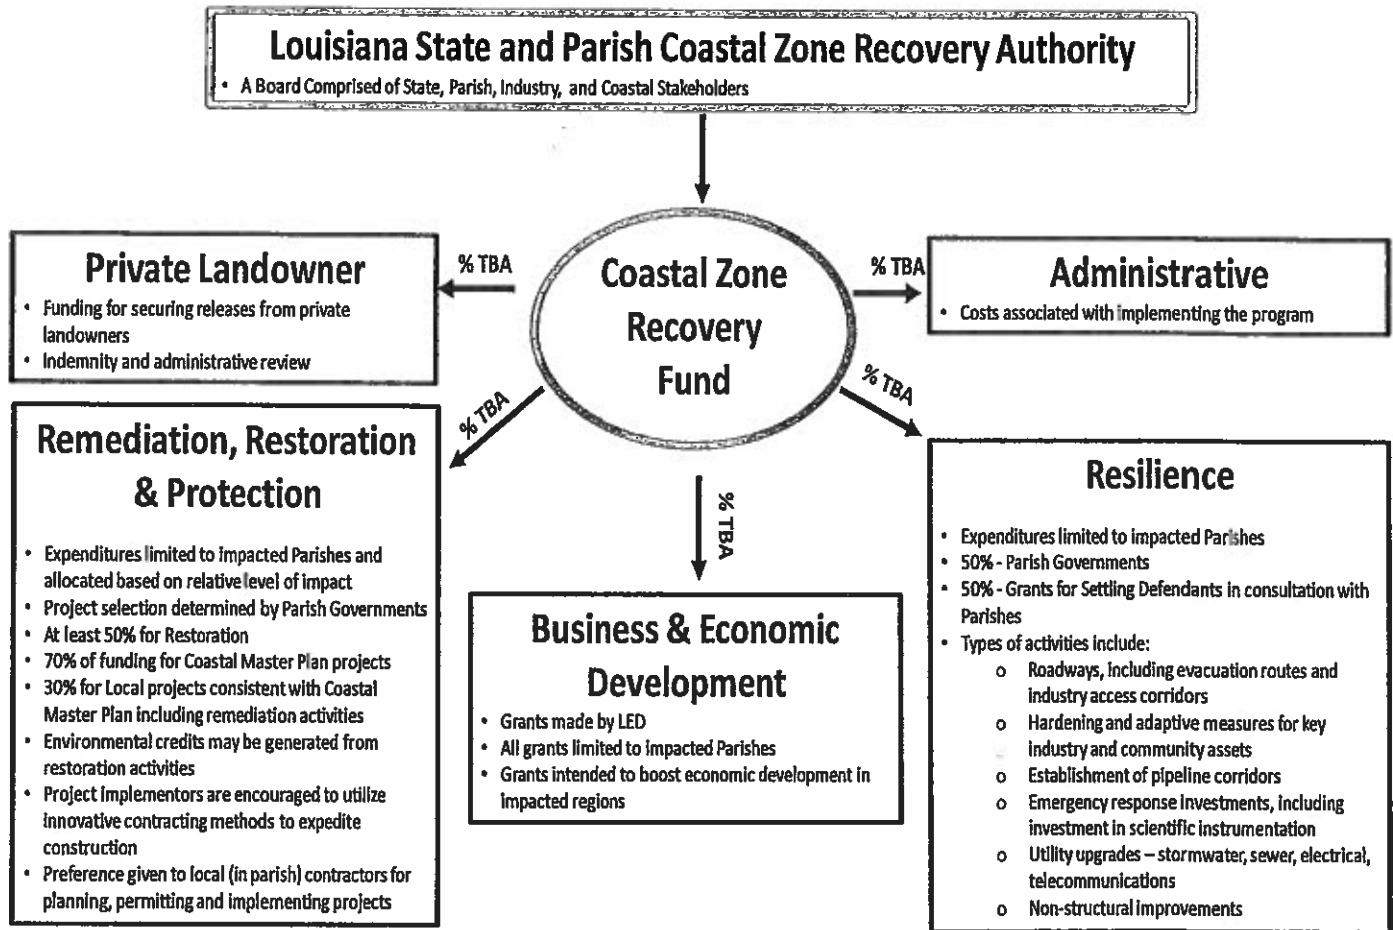 Louisiana State and Parish Coastal Zone Recovery Authority
• A Board Comprised of State, Parish, Industry, and Coastal Stakeholders
Private Landowner
• Funding for securing releases from private
landowners
• Indemnity and administrative review
% TBA
Coastal Zone
Recovery
Fund
% TBA
Administrative
• Costs associated with implementing the program
% TBA
% TBA
% TBA
Remediation, Restoration
& Protection
• Expenditures limited to Impacted Parishes and
allocated based on relative level of impact
• Project selection determined by Parish Governments
• At least 50% for Restoration
• 70% of funding for Coastal Master Plan projects
• 30% for Local projects consistent with Coastal
Master Plan including remediation activities
• Environmental credits may be generated from
restoration activities
• Project implementors are encouraged to utilize
innovative contracting methods to expedite
construction
• Preference given to local (in parish) contractors for
planning, permitting and implementing projects
Business & Economic
Development
• Grants made by LED
• All grants limited to Impacted Parishes
• Grants intended to boost economic development in
impacted regions
Resilience
• Expenditures limited to impacted Parishes
• 50% - Parish Governments
• 50% - Grants for Settling Defendants in consultation with
Parishes
• Types of activities include:
o Roadways, including evacuation routes and
industry access corridors
o Hardening and adaptive measures for key
industry and community assets
o Establishment of pipeline corridors
o Emergency response investments, including
investment in scientific instrumentation
o Utility upgrades – stormwater, sewer, electrical,
telecommunications
o Non-structural improvements